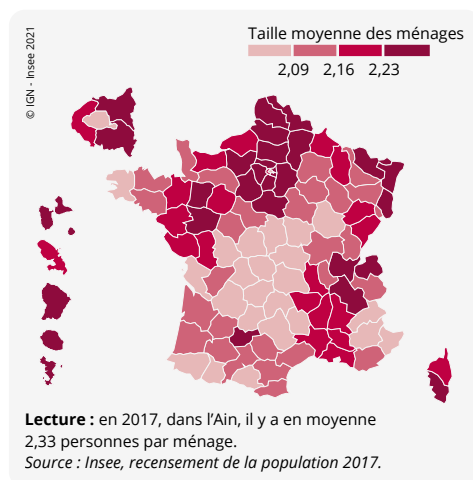 © IGN - Insee 2021
Taille moyenne des ménages
2,09 2,16 2,23
Lecture : en 2017, dans l'Ain, il y a en moyenne
2,33 personnes par ménage.
Source : Insee, recensement de la population 2017.